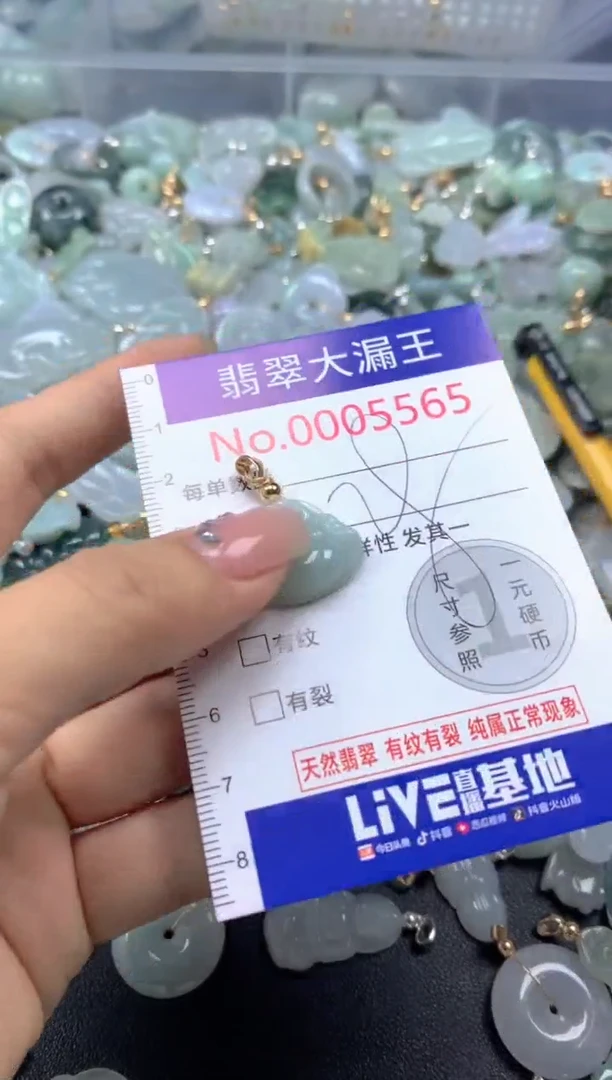 翡翠大漏王
No.0005565
每单
样性 发其一
一元硬币
尺寸参照
有纹
有裂
天然翡翠 有纹有裂 纯属正常现象
LiVE直播基地
今日头条 抖音 西瓜视频 抖音火山版
0
1
2
5
6
7
8
1